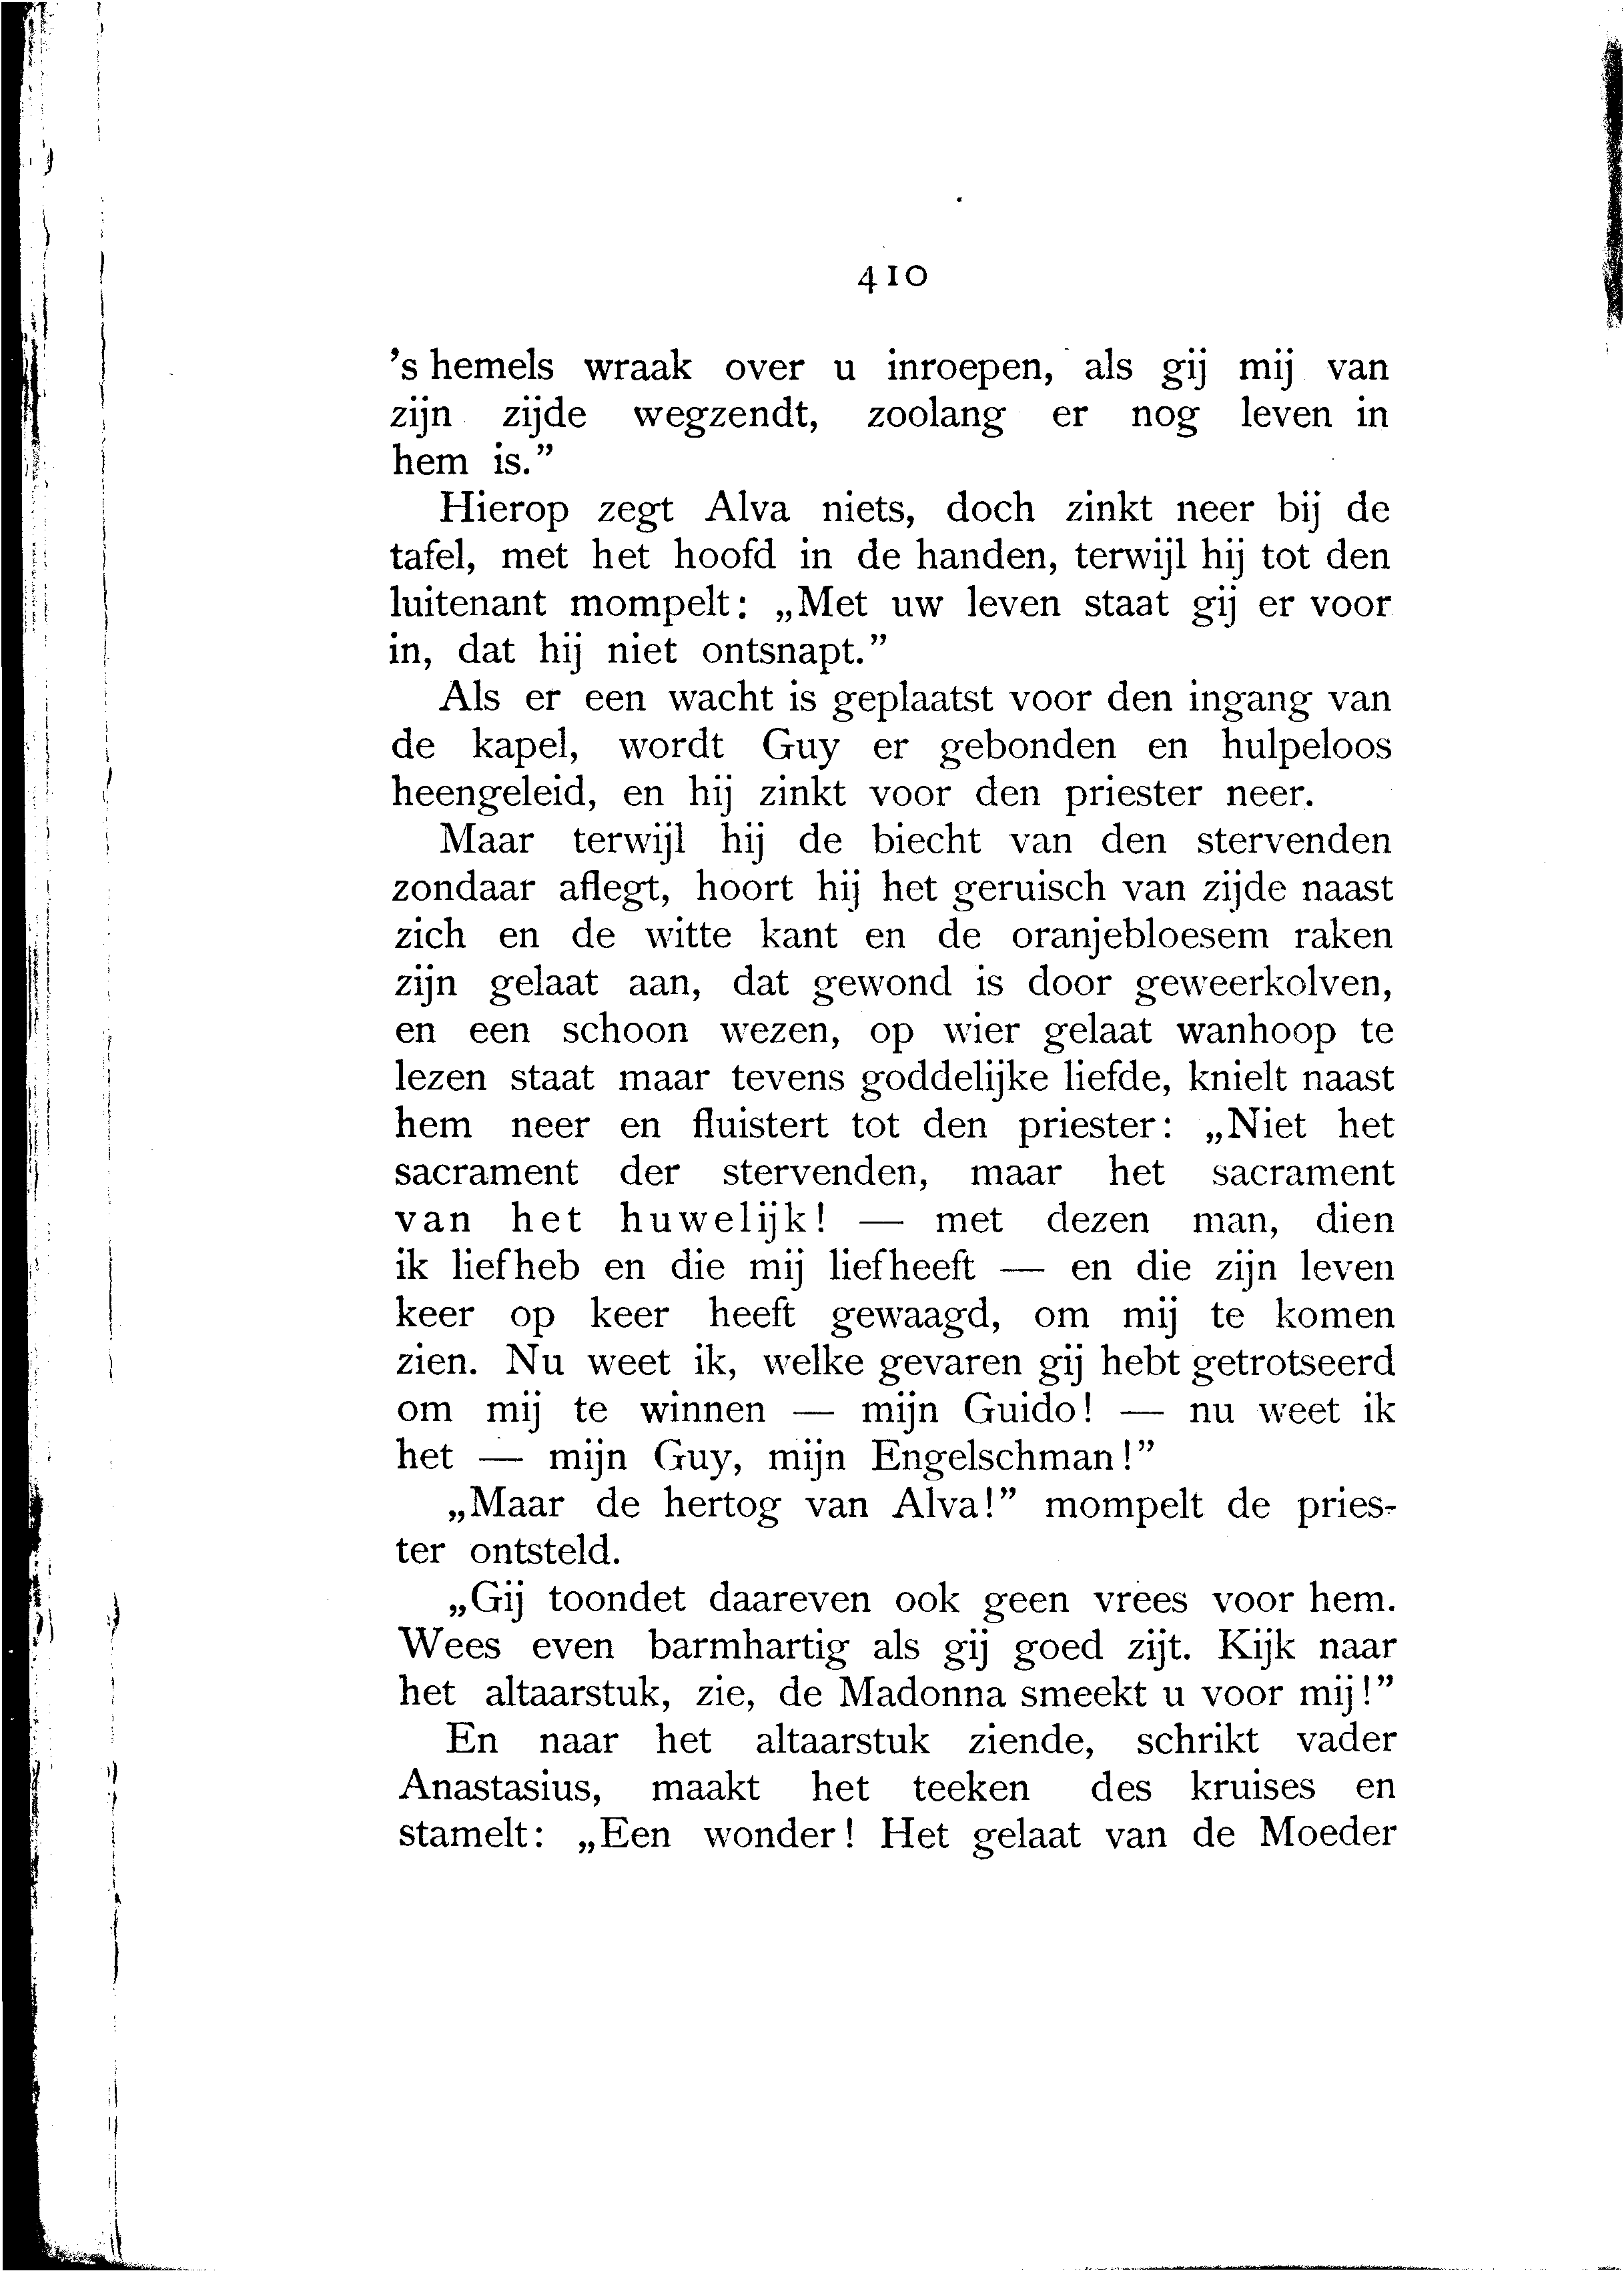 410
's hemels wraak over u inroepen, als gij mij van
zijn zijde wegzendt, zoolang er nog leven in
hem is.”
Hierop zegt Alva niets, doch zinkt neer bij de
tafel, met het hoofd in de handen, terwijl hij tot den
luitenant mompelt: „Met uw leven staat gij er voor
in, dat hij niet ontsnapt.”
Als er een wacht is geplaatst voor den ingang van
de kapel, wordt Guy er gebonden en hulpeloos
heengeleid, en hij zinkt voor den priester neer.
Maar terwijl hij de biecht van den stervenden
zondaar aflegt, hoort hij het geruisch van zijde naast
zich en de witte kant en de oranjebloesem raken
zijn gelaat aan, dat gewond is door geweerkolven,
en een schoon wezen, op wier gelaat wanhoop te
lezen staat maar tevens goddelijke liefde, knielt naast
hem neer en fluistert tot den priester: „Niet het
sacrament der stervenden, maar het sacrament
van het huwelijk! — met dezen man, dien
ik liefheb en die mij liefheeft — en die zijn leven
keer op keer heeft gewaagd, om mij te komen
zien. Nu weet ik, welke gevaren gij hebt getrotseerd
om mij te winnen — mijn Guido! — nu weet ik
het — mijn Guy, mijn Engelschman!”
„Maar de hertog van Alva!” mompelt de pries-
ter ontsteld.
„Gij toondet daareven ook geen vrees voor hem.
Wees even barmhartig als gij goed zijt. Kijk naar
het altaarstuk, zie, de Madonna smeekt u voor mij!”
En naar het altaarstuk ziende, schrikt vader
Anastasius, maakt het teeken des kruises en
stamelt: „Een wonder! Het gelaat van de Moeder